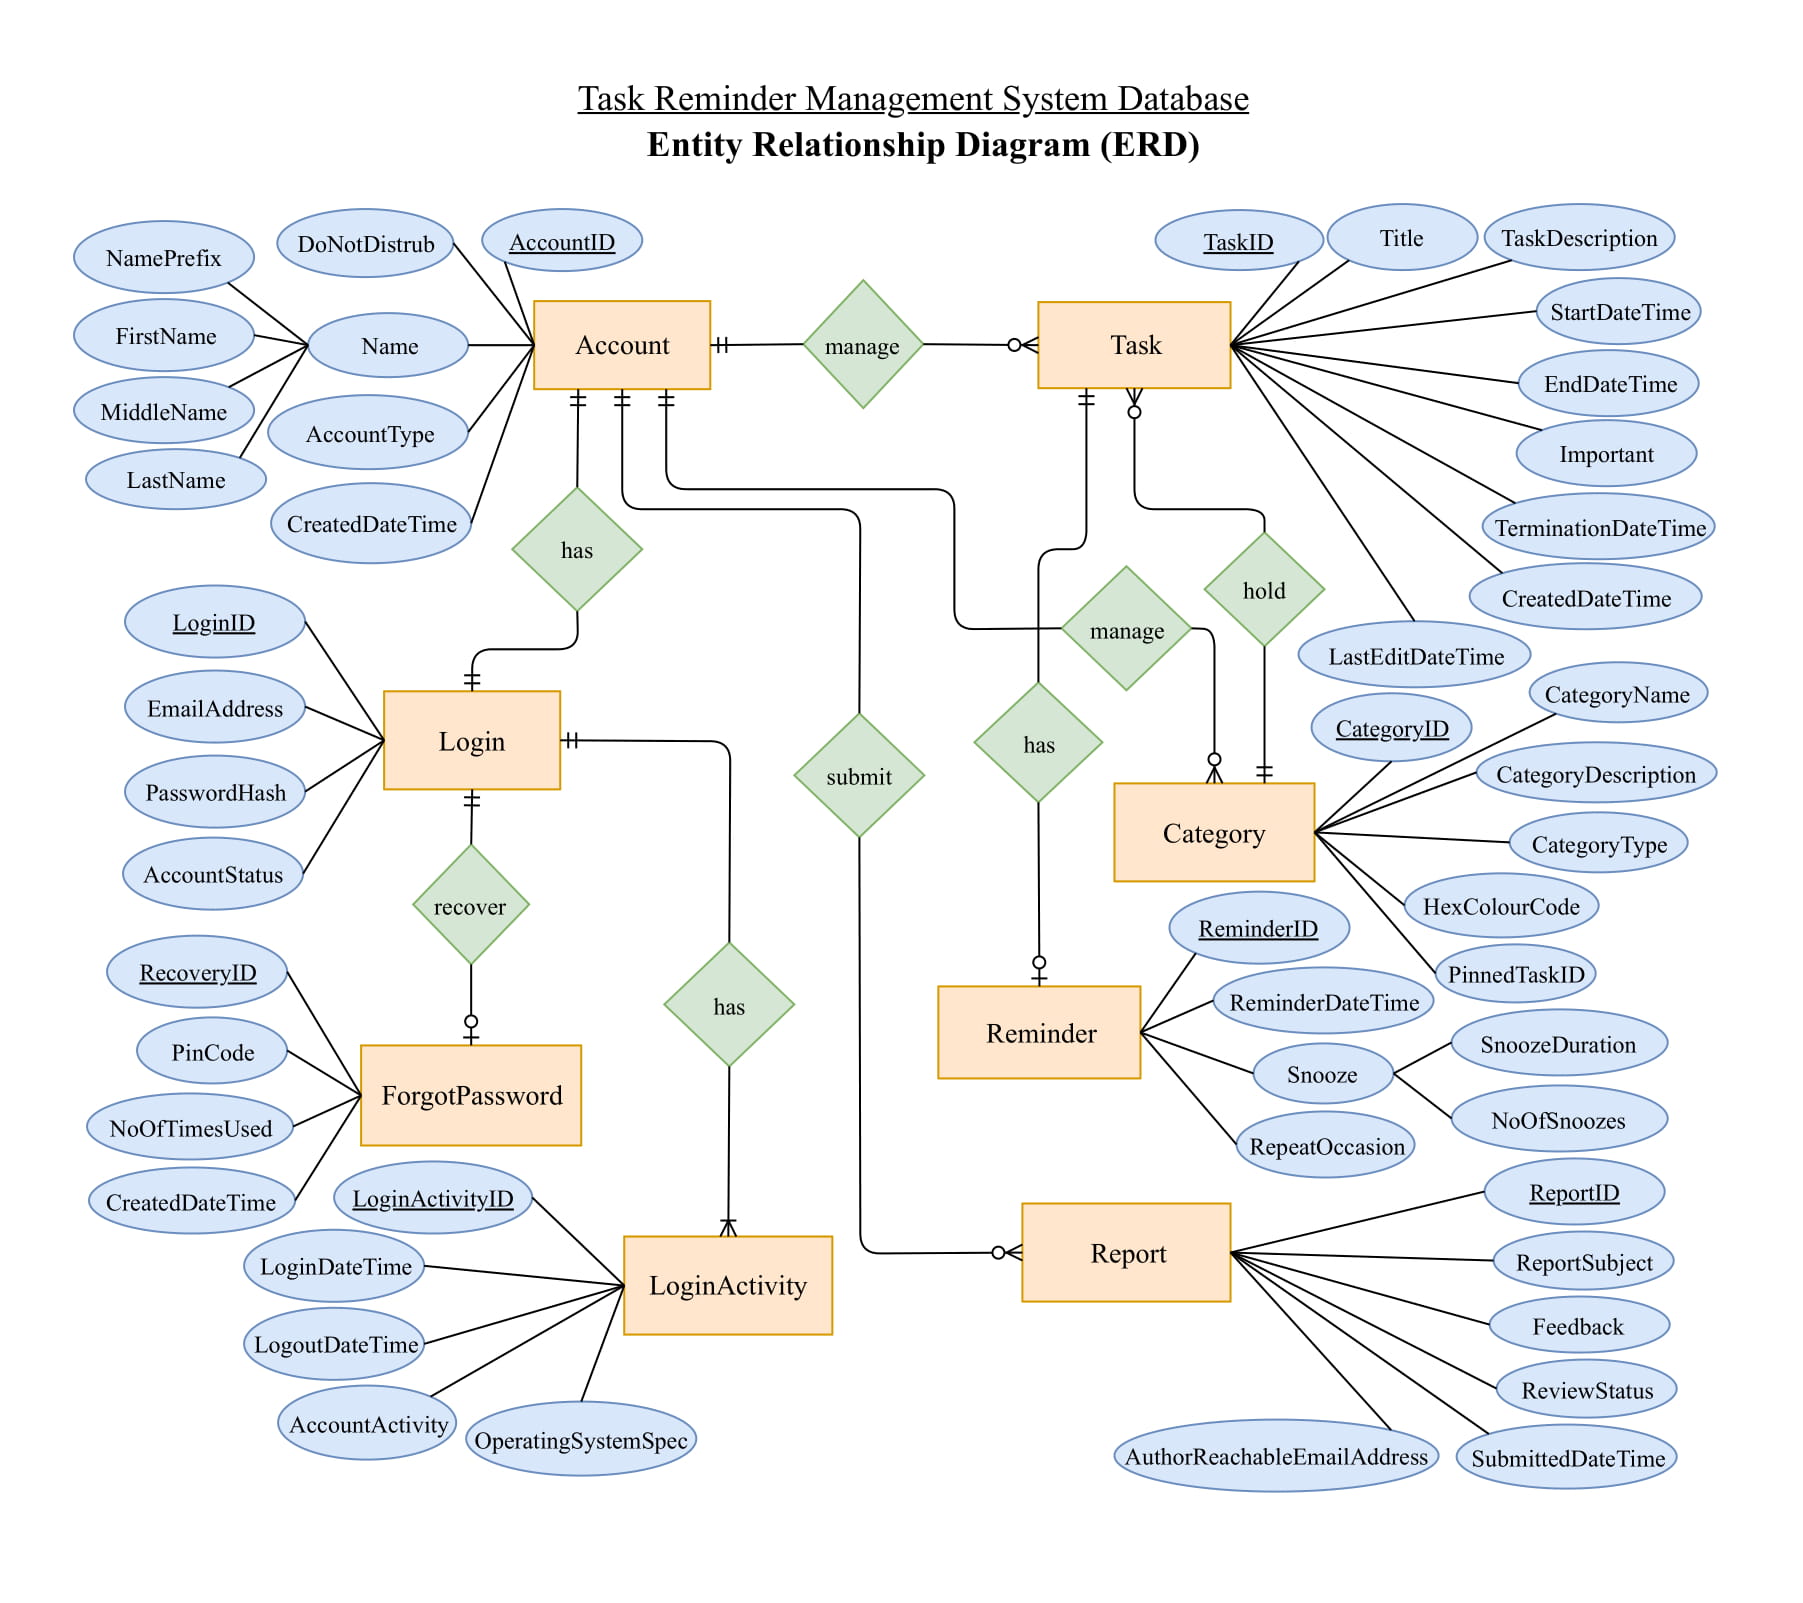 Task Reminder Management System Database
Entity Relationship Diagram (ERD)
NamePrefix
DoNotDistrub
AccountID
TaskID
Title
TaskDescription
FirstName
Name
Account
manage
Task
StartDateTime
MiddleName
AccountType
EndDateTime
LastName
CreatedDateTime
Important
TerminationDateTime
has
hold
CreatedDateTime
LoginID
manage
LastEditDateTime
EmailAddress
Login
has
CategoryID
CategoryName
PasswordHash
submit
CategoryDescription
AccountStatus
Category
CategoryType
recover
HexColourCode
RecoveryID
ReminderID
PinnedTaskID
has
ReminderDateTime
PinCode
Reminder
SnoozeDuration
ForgotPassword
Snooze
NoOfTimesUsed
NoOfSnoozes
RepeatOccasion
CreatedDateTime
LoginActivityID
ReportID
LoginDateTime
LoginActivity
Report
ReportSubject
LogoutDateTime
Feedback
AccountActivity
ReviewStatus
OperatingSystemSpec
AuthorReachableEmailAddress
SubmittedDateTime